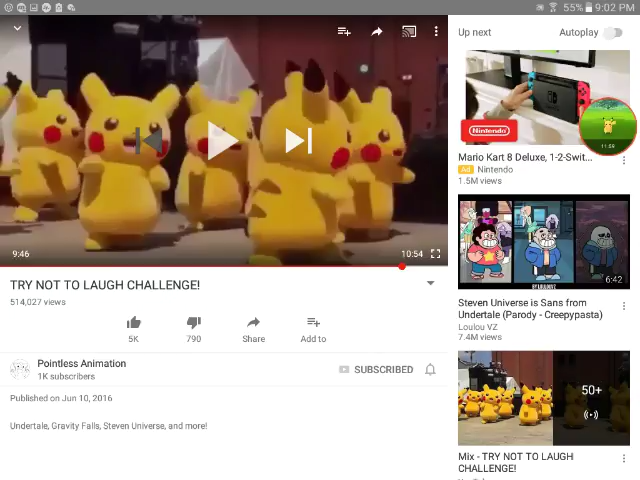 55% 9:02 PM
9:46
10:54
TRY NOT TO LAUGH CHALLENGE!
514,027 views
5K
790
Share
Add to
Pointless Animation
1K subscribers
SUBSCRIBED
Published on Jun 10, 2016
Undertale, Gravity Falls, Steven Universe, and more!
Up next
Autoplay
Nintendo
11:59
Mario Kart 8 Deluxe, 1-2-Swit...
Ad Nintendo
1.5M views
6:42
Steven Universe is Sans from
Undertale (Parody - Creepypasta)
Loulou VZ
7.4M views
50+
Mix - TRY NOT TO LAUGH
CHALLENGE!